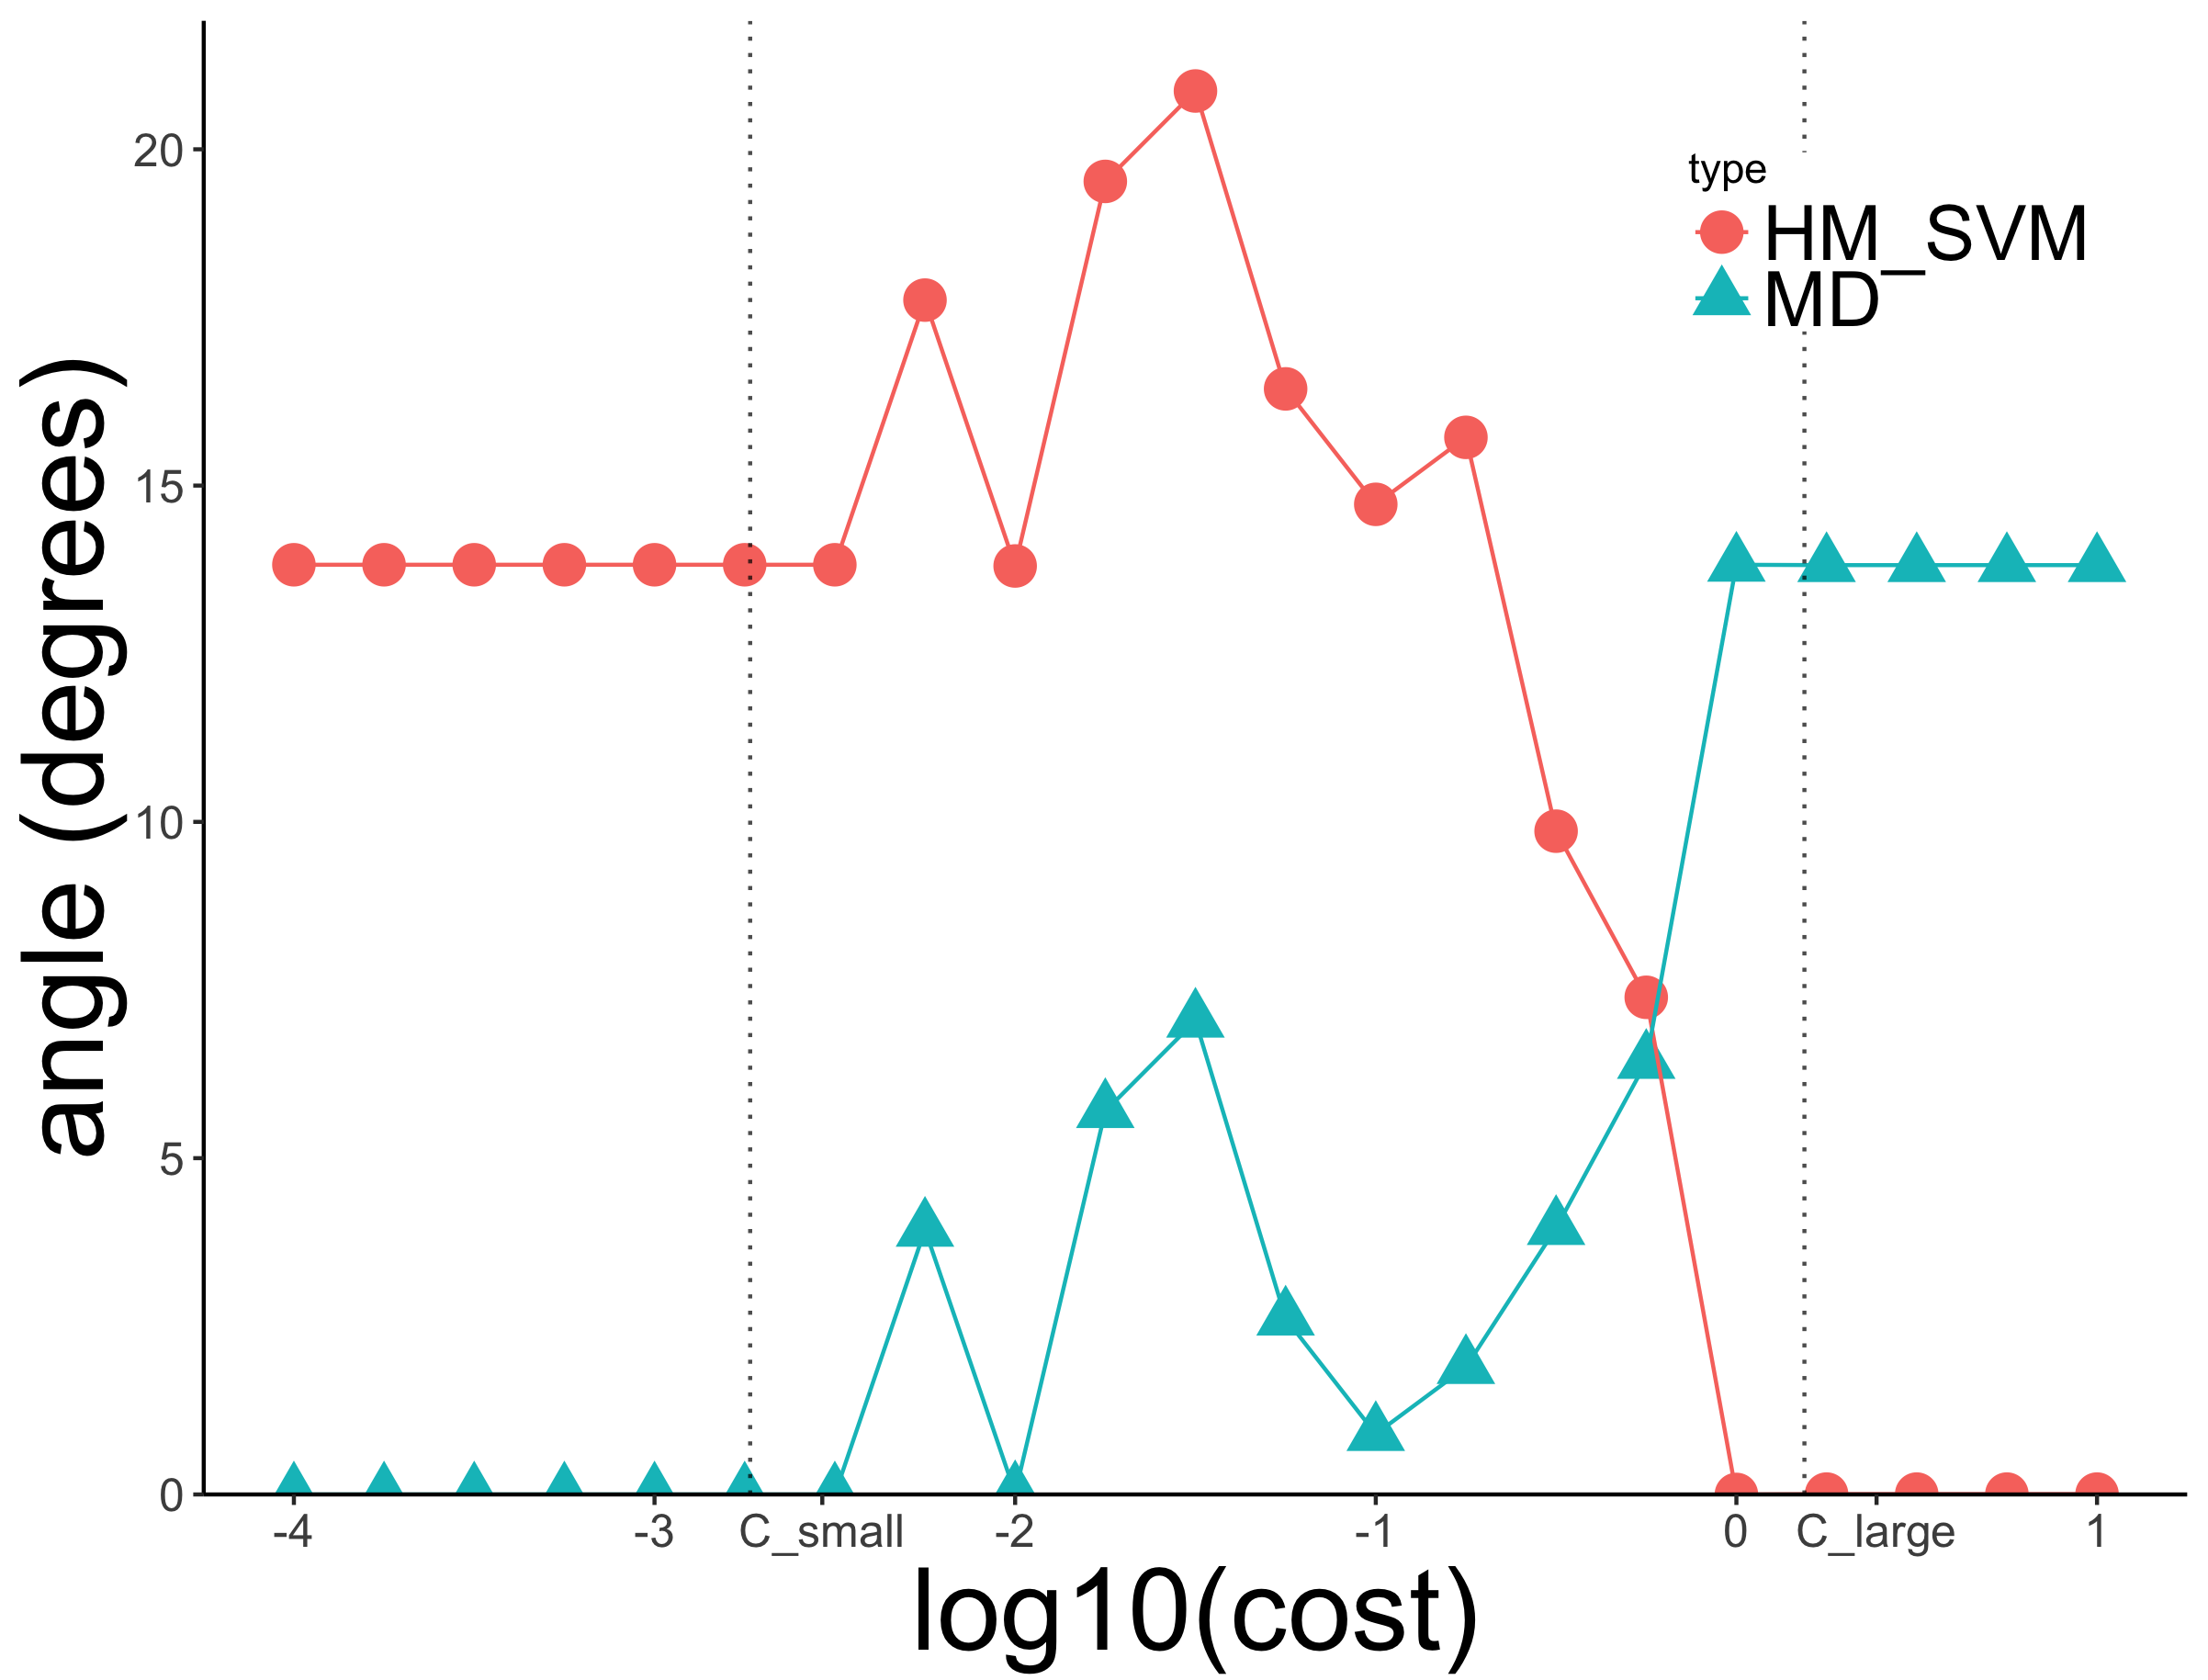 type
HM_SVM
MD
angle (degrees)
20
15
10
5
0
-4 -3 C_small -2 -1 0 C_large 1
log10(cost)